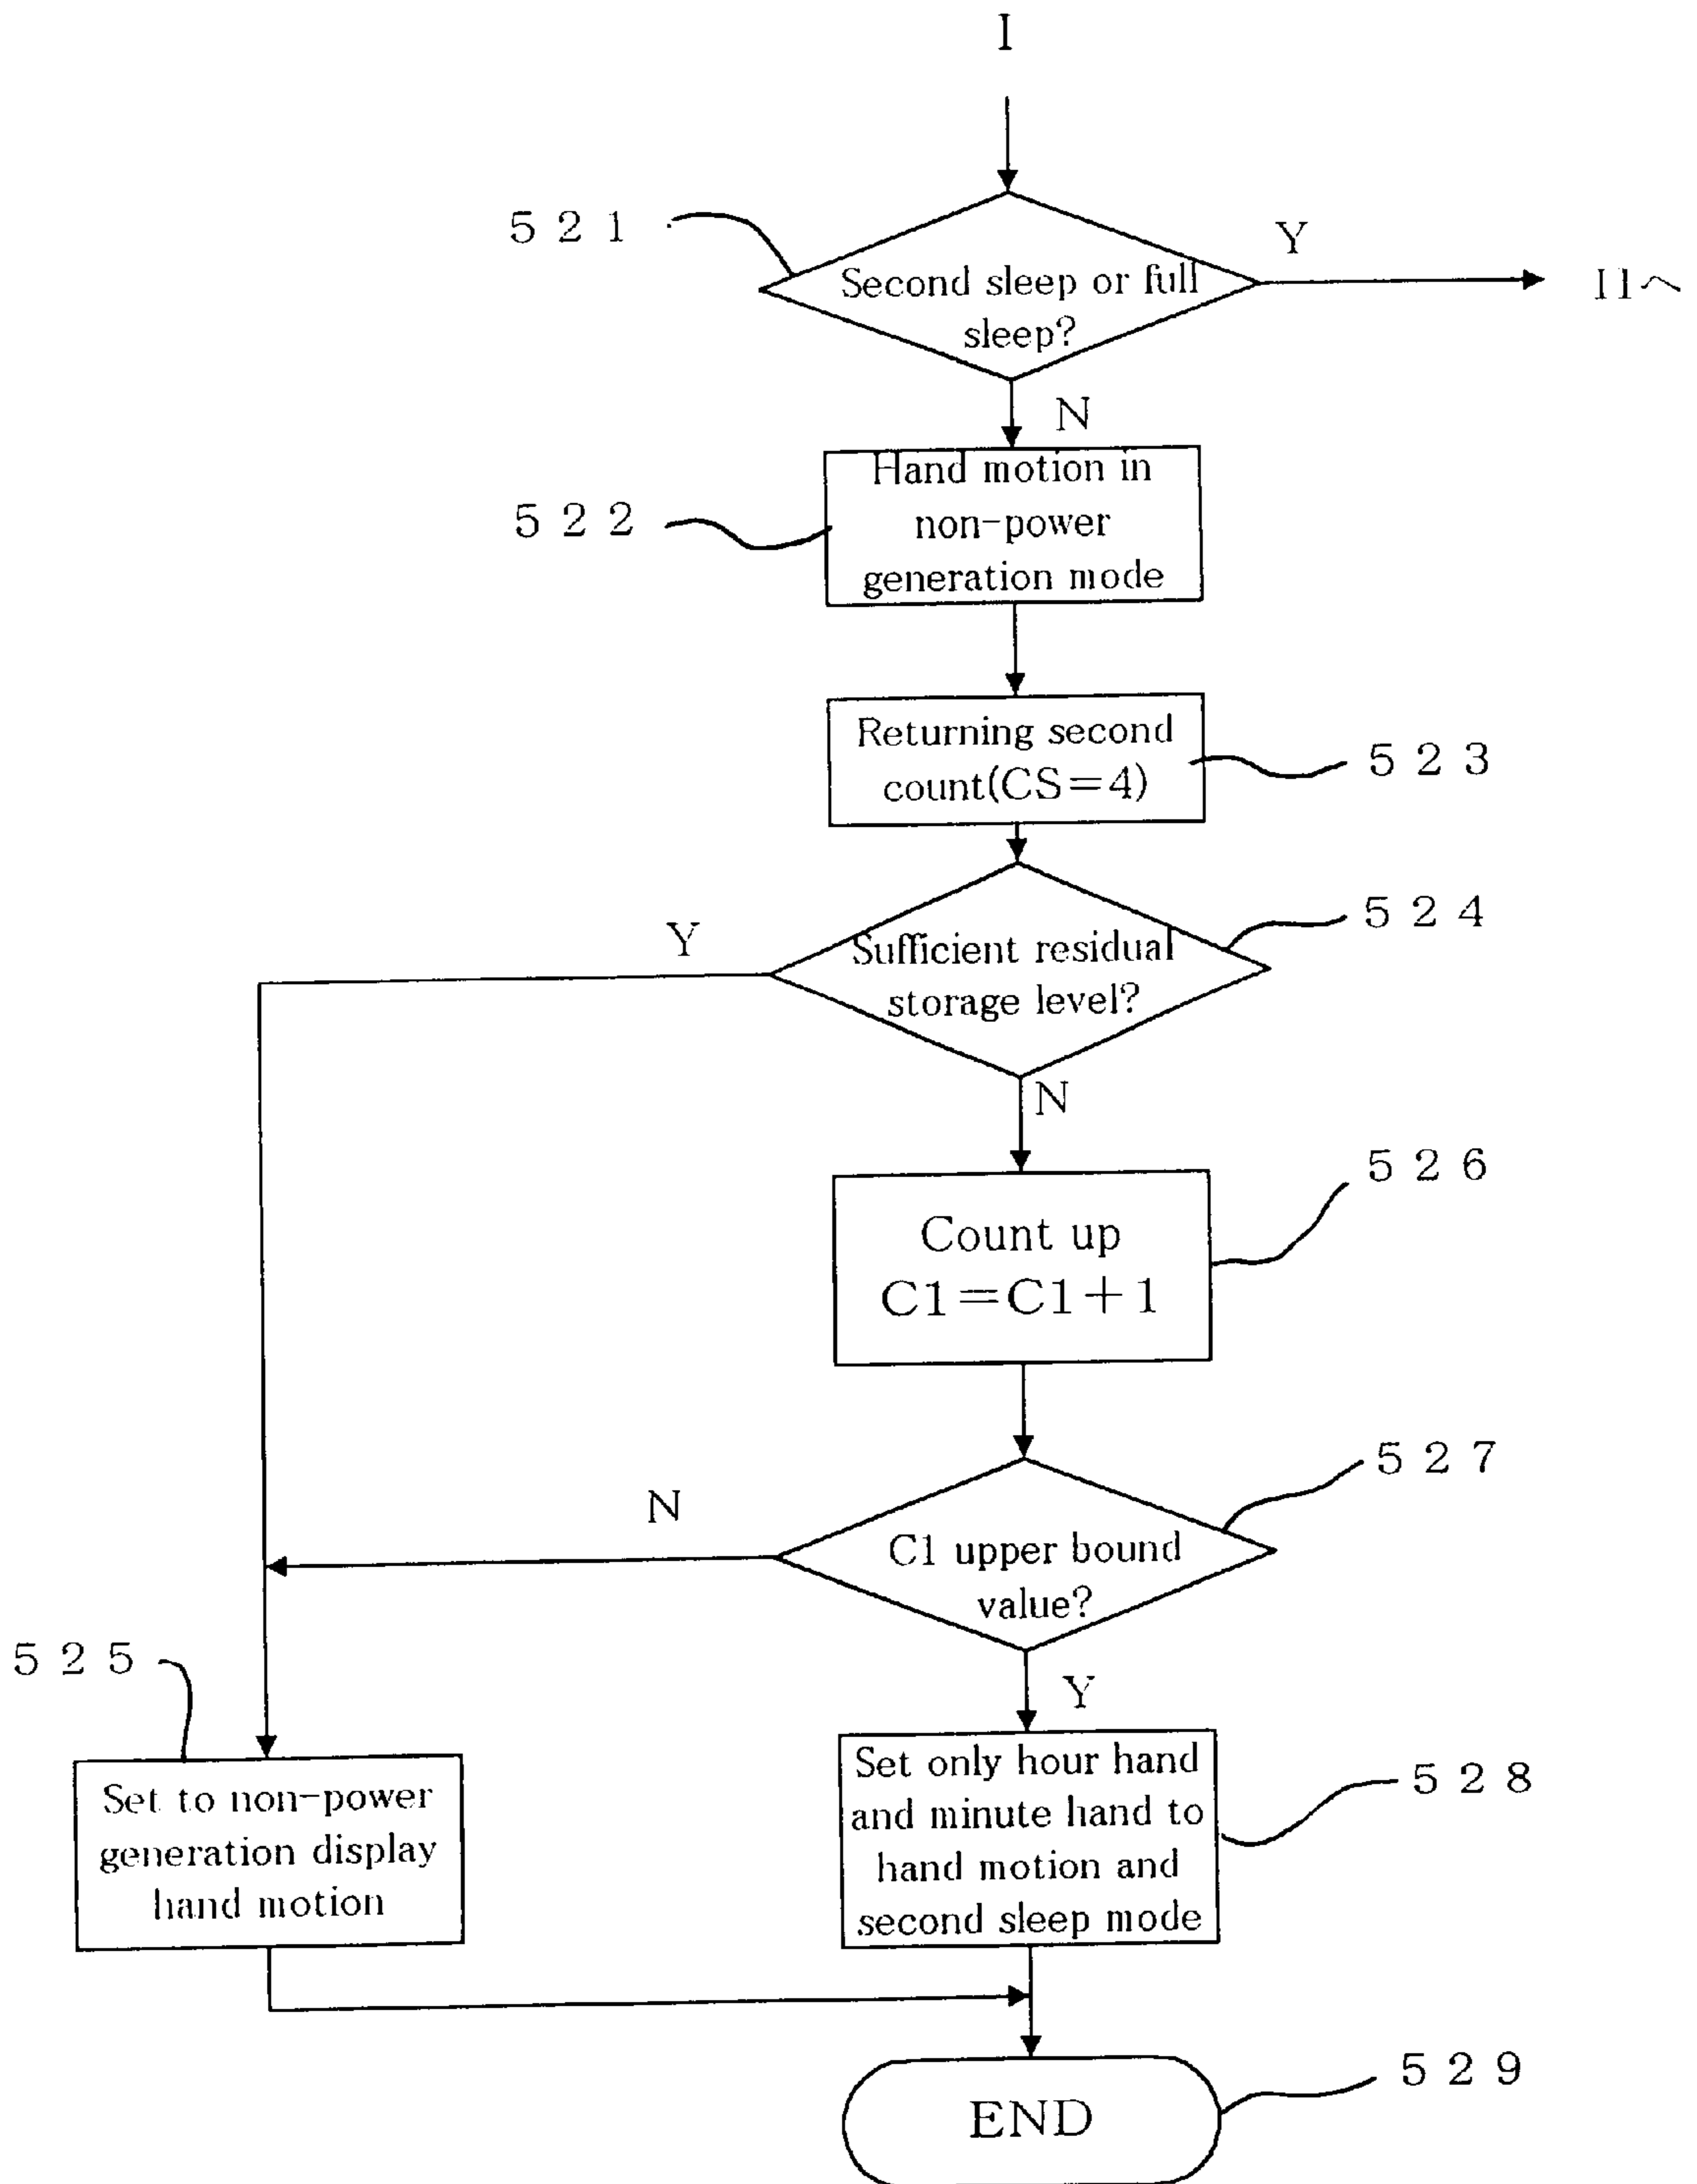 I
5 2 1
Y
Second sleep or full
sleep?
I1へ
N
Hand motion in
non-power
generation mode
5 2 2
Returning second
count(CS=4)
5 2 3
5 2 4
Y
Sufficient residual
storage level?
N
5 2 6
Count up
C1=C1+1
5 2 7
N
C1 upper bound
value?
5 2 5
Y
Set to non-power
generation display
hand motion
Set only hour hand
and minute hand to
hand motion and
second sleep mode
5 2 8
5 2 9
END